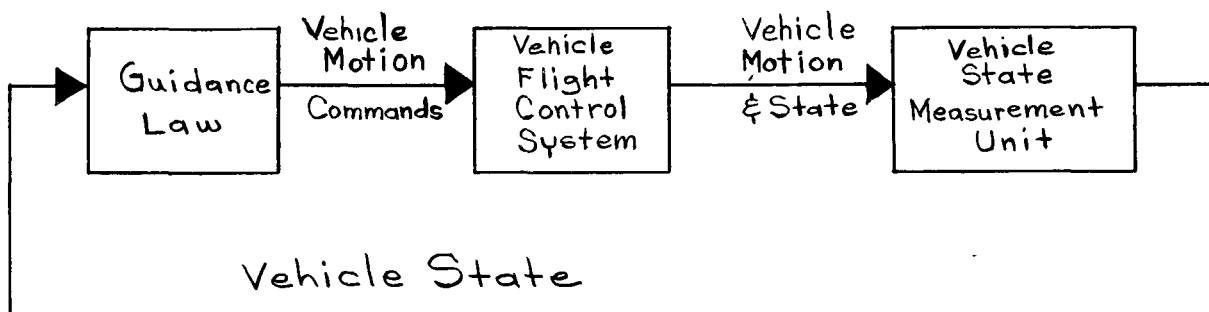 Guidance
Law
Vehicle
Motion
Commands
Vehicle
Flight
Control
System
Vehicle
Motion
& State
Vehicle
State
Measurement
Unit
Vehicle State